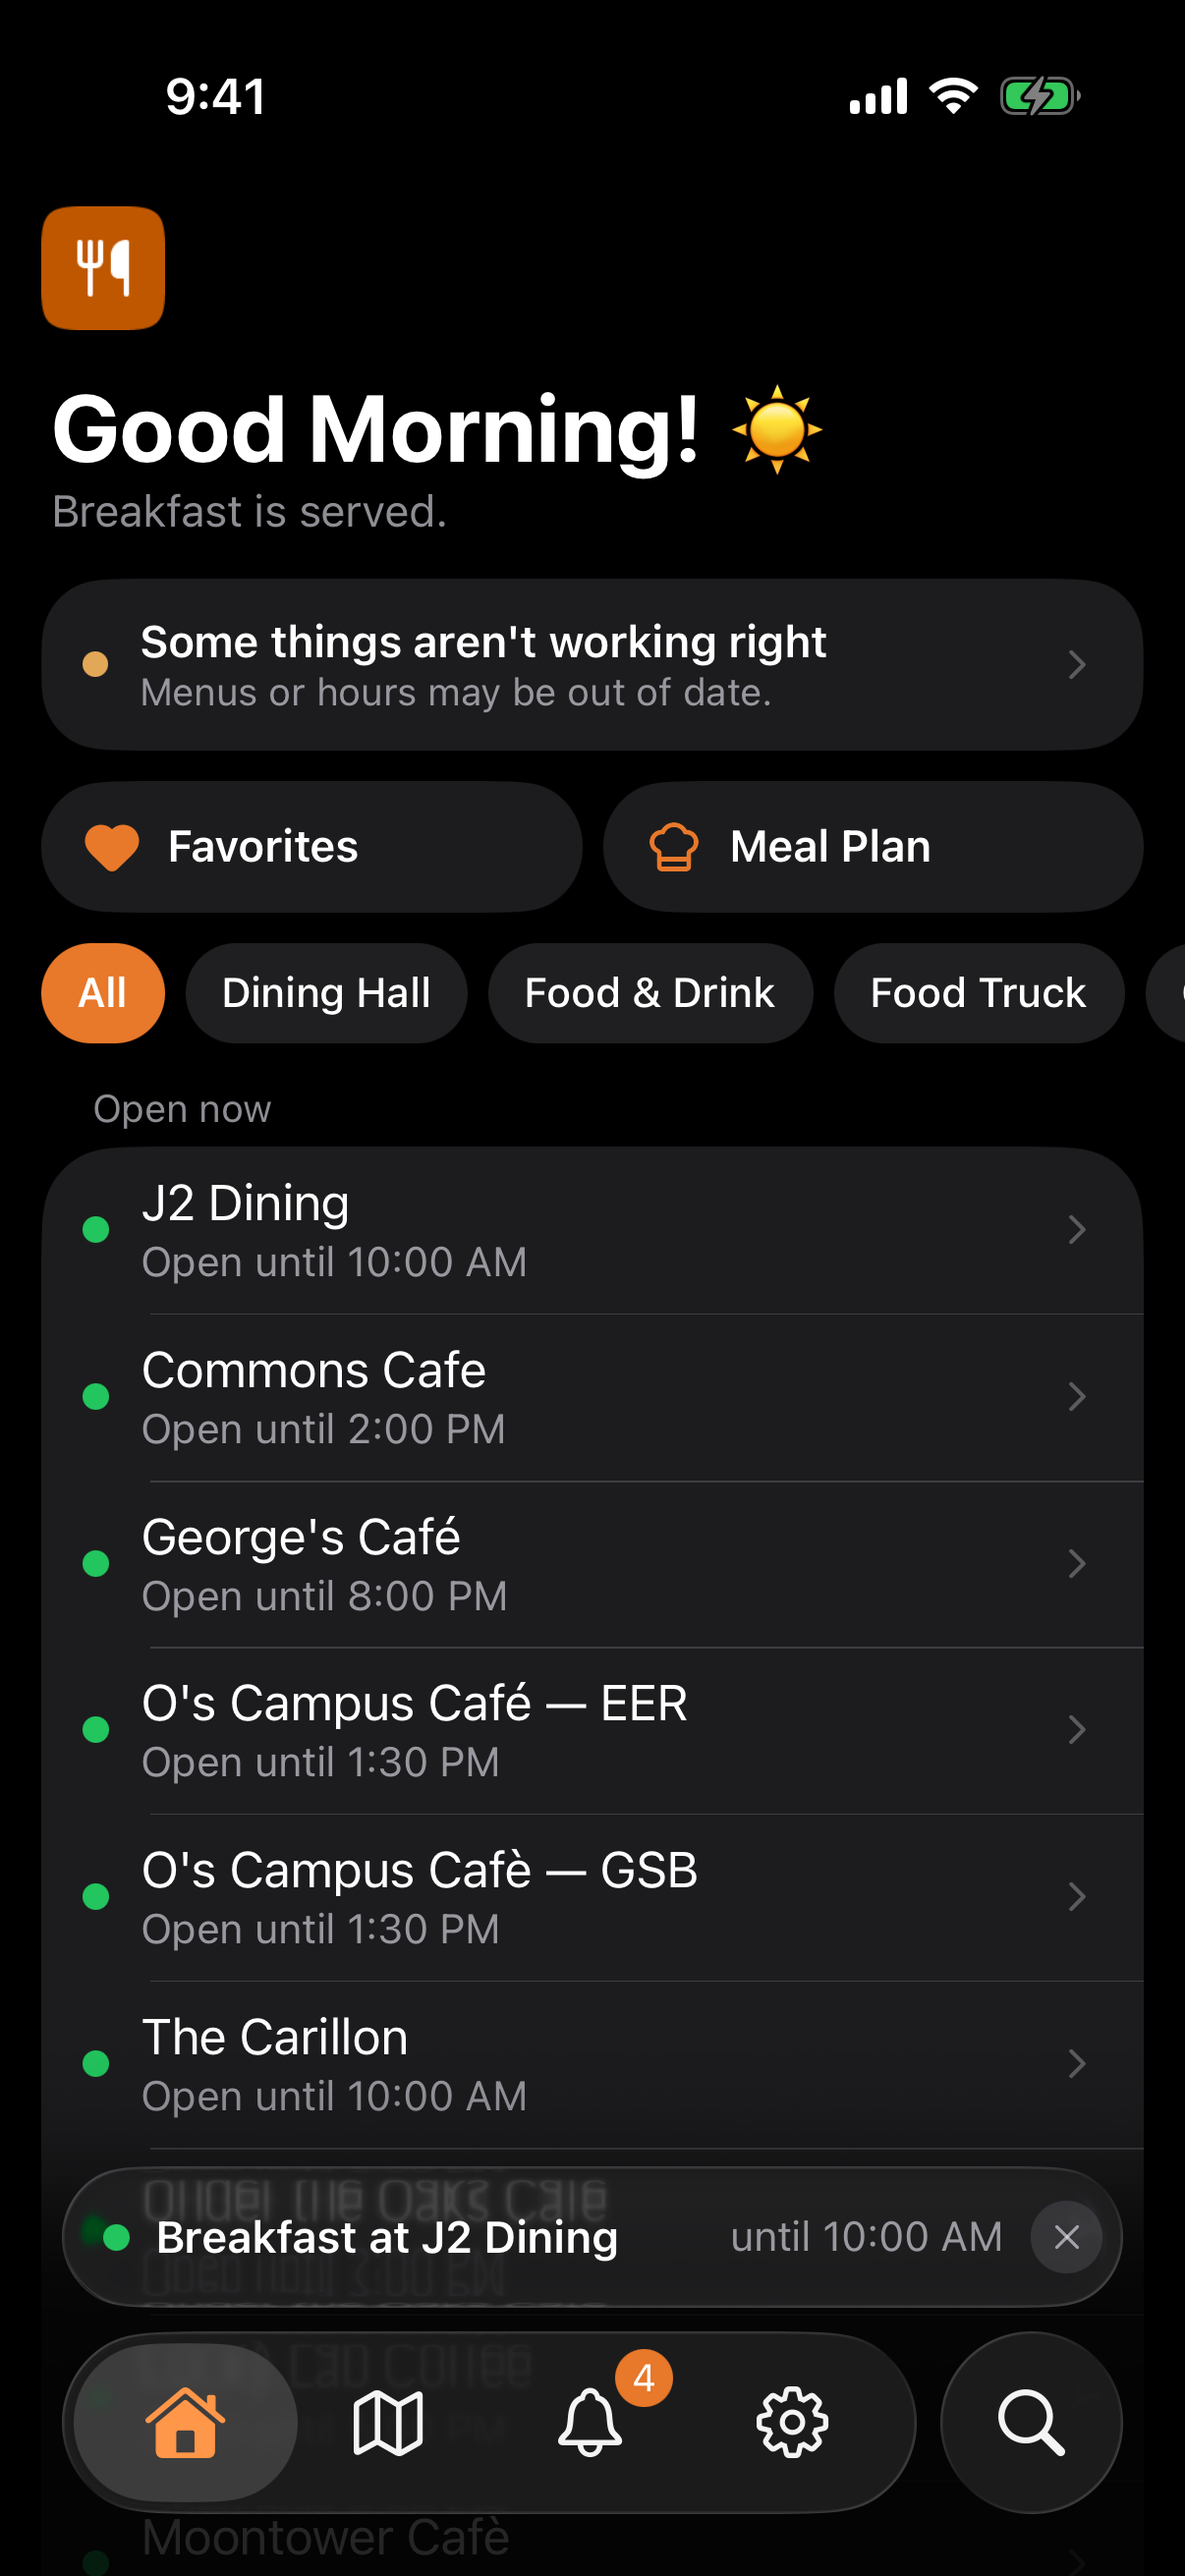 9:41
Good Morning! ☀️
Breakfast is served.
Some things aren't working right
Menus or hours may be out of date.
Favorites
Meal Plan
All
Dining Hall
Food & Drink
Food Truck
Open now
J2 Dining
Open until 10:00 AM
Commons Cafe
Open until 2:00 PM
George's Café
Open until 8:00 PM
O's Campus Café — EER
Open until 1:30 PM
O's Campus Cafè — GSB
Open until 1:30 PM
The Carillon
Open until 10:00 AM
Breakfast at J2 Dining
until 10:00 AM
4
Moontower Cafè